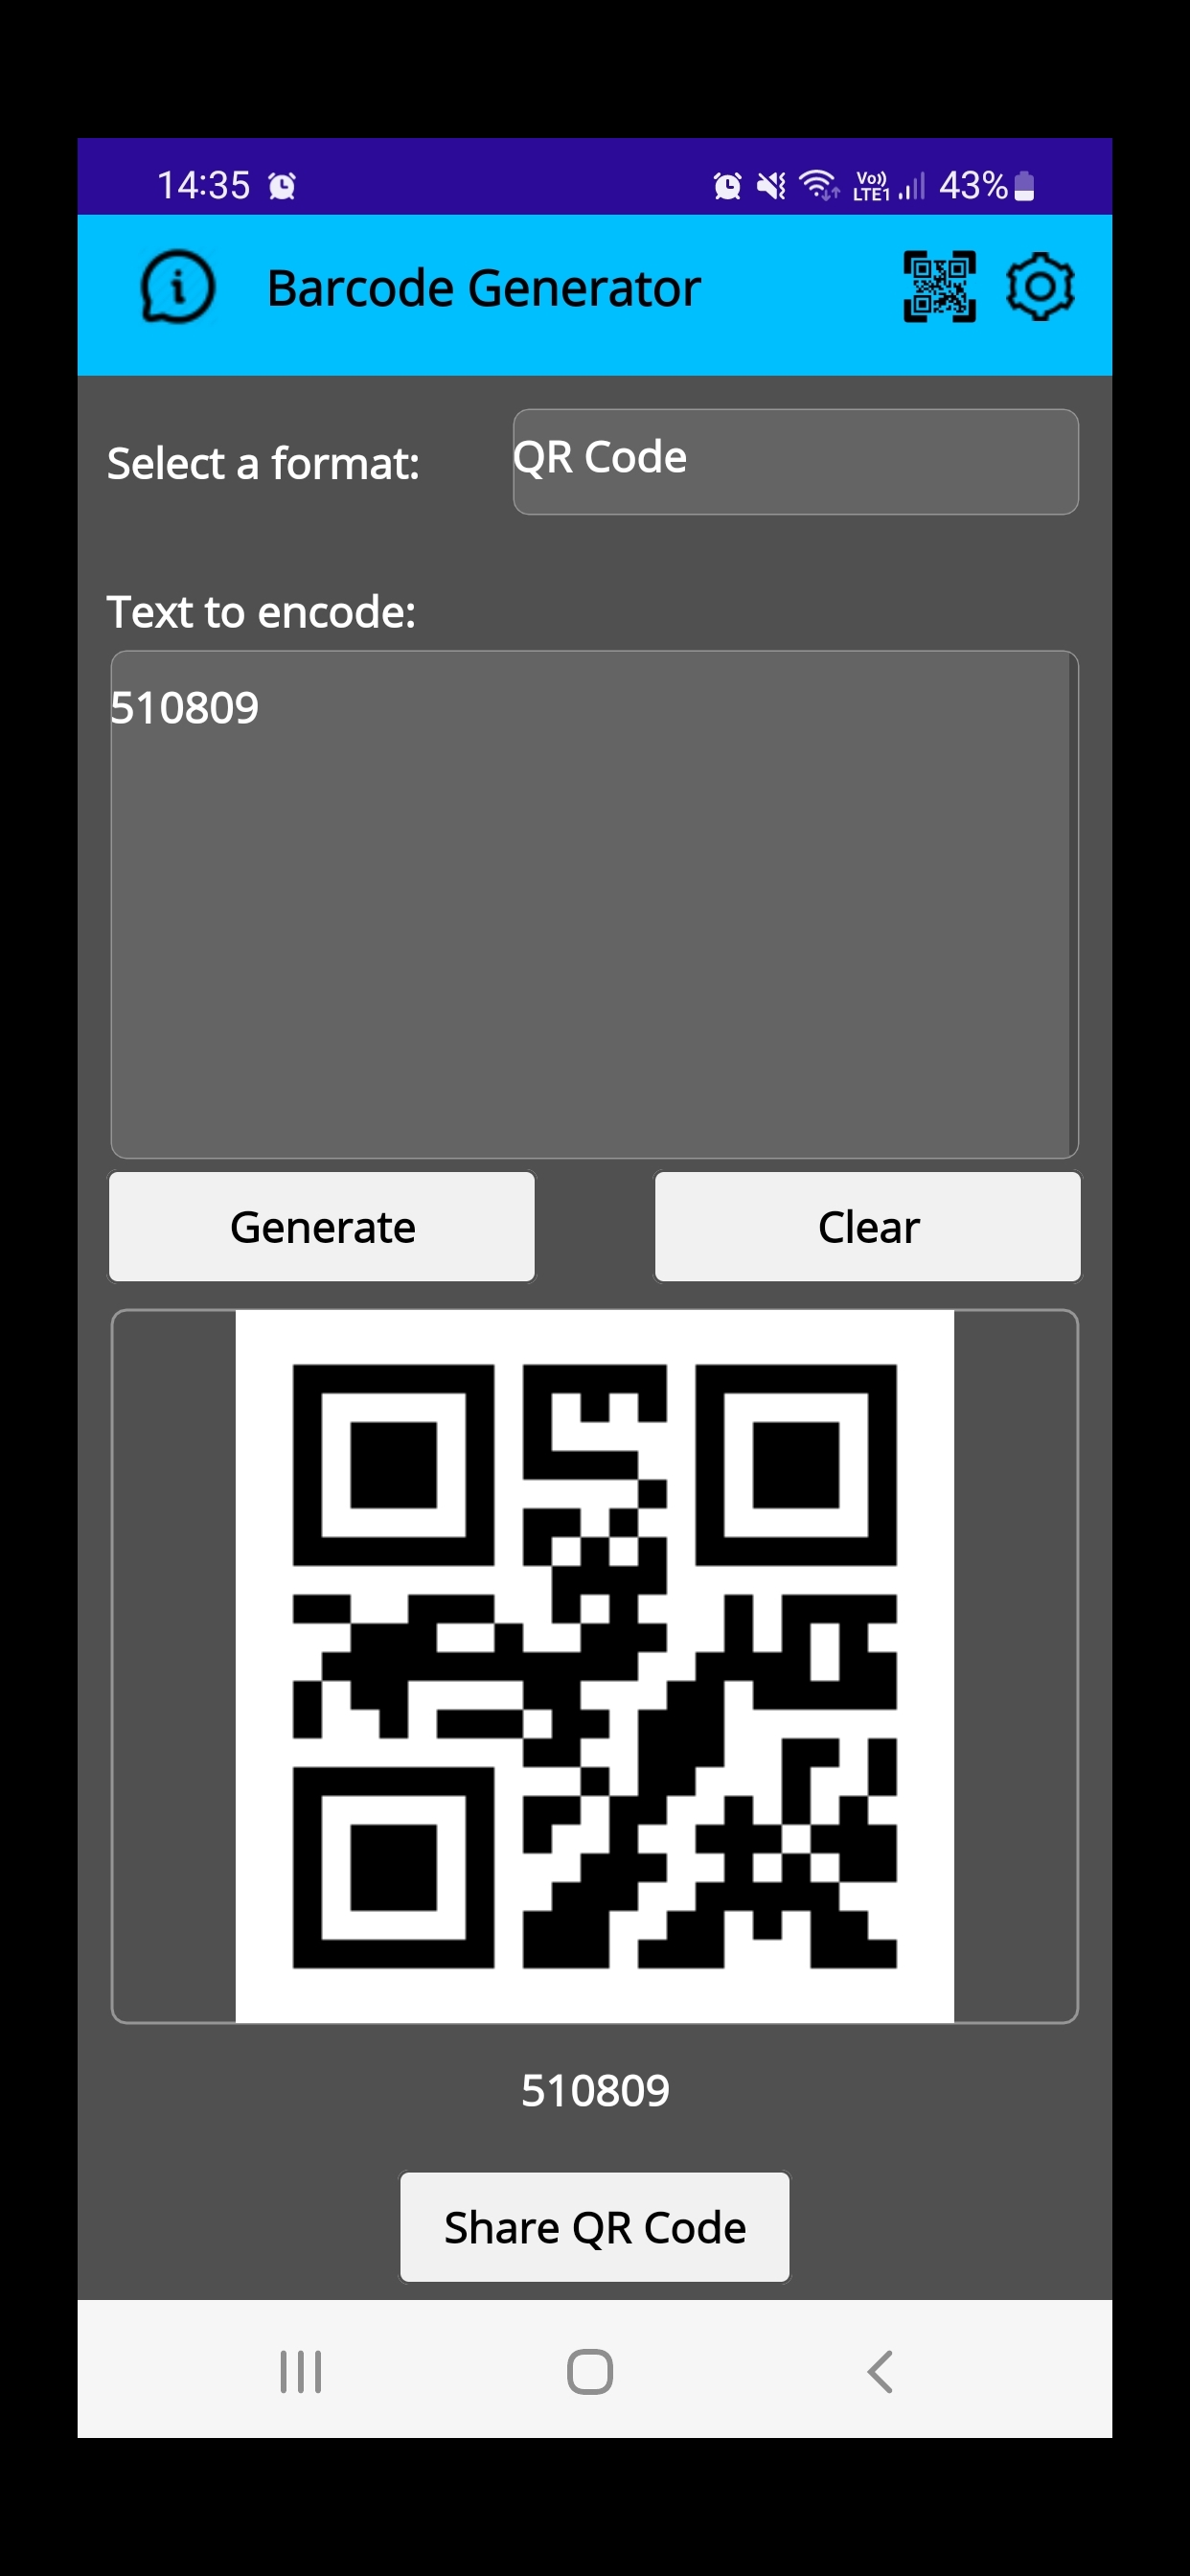 14:35 Vo)) LTE1 43%
Barcode Generator
Select a format: QR Code
Text to encode:
510809
Generate Clear
510809
Share QR Code